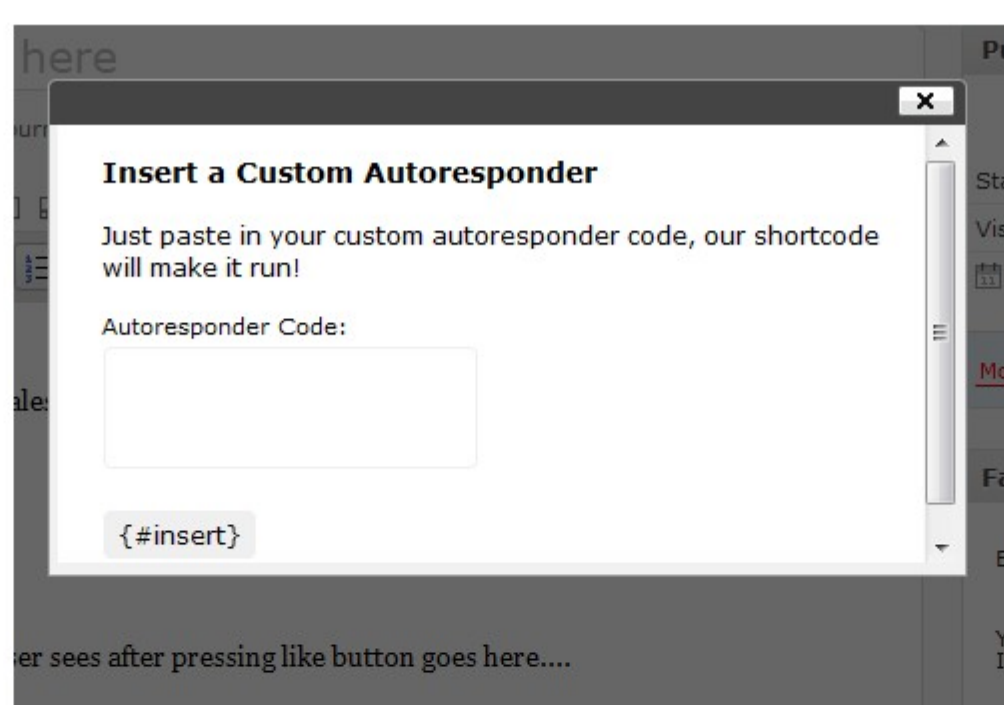 here
Insert a Custom Autoresponder
Just paste in your custom autoresponder code, our shortcode
will make it run!
Autoresponder Code:
{#insert}
sees after pressing like button goes here....